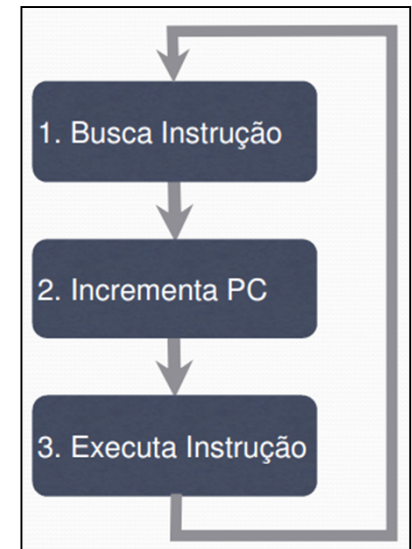 1. Busca Instrução
2. Incrementa PC
3. Executa Instrução